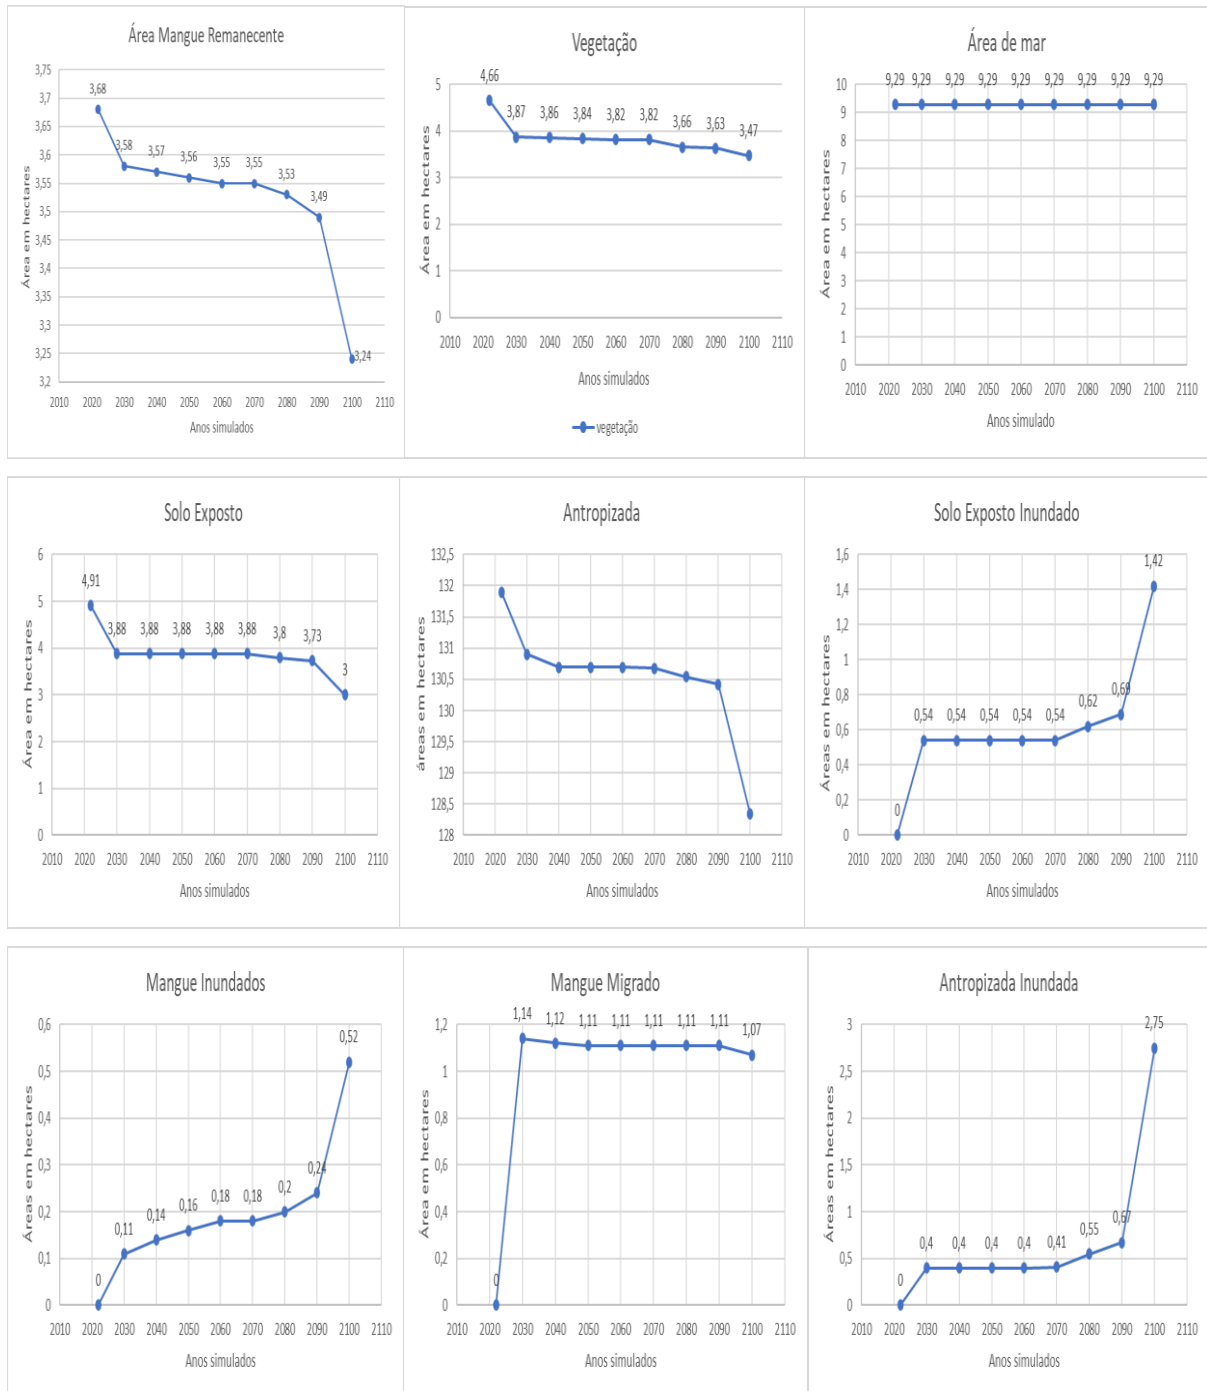 Área Mangue Remanecente
3,75
3,7
3,65
3,6
3,55
3,5
3,45
3,4
3,35
3,3
3,25
3,2
3,68
3,58
3,57
3,56
3,55
3,55
3,53
3,49
3,24
2010 2020 2030 2040 2050 2060 2070 2080 2090 2100 2110
Área em hectares
Anos simulados
Vegetação
5
4
3
2
1
0
4,66
3,87
3,86
3,84
3,82
3,82
3,66
3,63
3,47
2010 2020 2030 2040 2050 2060 2070 2080 2090 2100 2110
Área em hectares
Anos simulados
vegetação
Área de mar
10
9
8
7
6
5
4
3
2
1
0
9,29 9,29 9,29 9,29 9,29 9,29 9,29 9,29 9,29
2010 2020 2030 2040 2050 2060 2070 2080 2090 2100 2110
Área em hectares
Anos simulado
Solo Exposto
6
5
4
3
2
1
0
4,91
3,88 3,88 3,88 3,88 3,88
3,8
3,73
3
2010 2020 2030 2040 2050 2060 2070 2080 2090 2100 2110
Área em hectares
Anos simulados
Antropizada
132,5
132
131,5
131
130,5
130
129,5
129
128,5
128
2010 2020 2030 2040 2050 2060 2070 2080 2090 2100 2110
áreas em hectares
Anos simulados
Solo Exposto Inundado
1,6
1,4
1,2
1
0,8
0,6
0,4
0,2
0
0
0,54 0,54 0,54 0,54 0,54
0,62
0,69
1,42
2010 2020 2030 2040 2050 2060 2070 2080 2090 2100 2110
Áreas em hectares
Anos simulados
Mangue Inundados
0,6
0,5
0,4
0,3
0,2
0,1
0
0
0,11
0,14
0,16
0,18
0,18
0,2
0,24
0,52
2010 2020 2030 2040 2050 2060 2070 2080 2090 2100 2110
Áreas em hectares
Anos simulados
Mangue Migrado
1,2
1
0,8
0,6
0,4
0,2
0
0
1,14
1,12
1,11 1,11 1,11 1,11 1,11
1,07
2010 2020 2030 2040 2050 2060 2070 2080 2090 2100 2110
Área em hectares
Anos simulados
Antropizada Inundada
3
2,5
2
1,5
1
0,5
0
0
0,4 0,4 0,4 0,4 0,41
0,55
0,67
2,75
2010 2020 2030 2040 2050 2060 2070 2080 2090 2100 2110
Áreas em hectares
Anos simulados